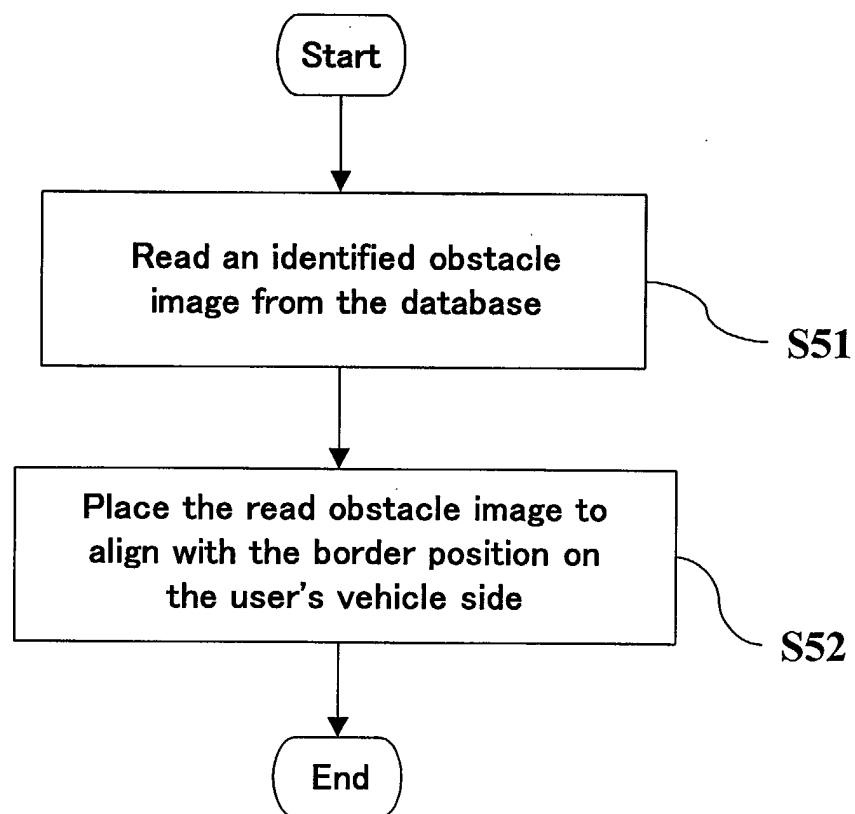 Start
Read an identified obstacle
image from the database
S51
Place the read obstacle image to
align with the border position on
the user's vehicle side
S52
End